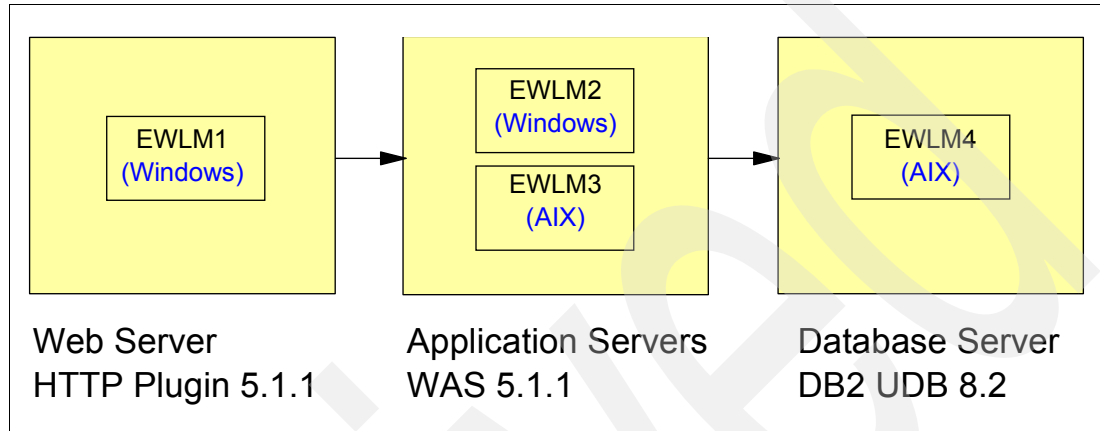 EWLM1
(Windows)
EWLM2
(Windows)
EWLM3
(AIX)
EWLM4
(AIX)
Web Server
HTTP Plugin 5.1.1
Application Servers
WAS 5.1.1
Database Server
DB2 UDB 8.2